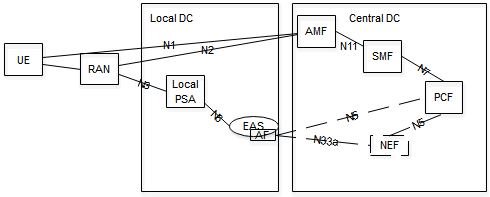 Local DC
Central DC
UE
RAN
N1
N2
N3
Local
PSA
N6
EAS
AF
AMF
N11
SMF
N7
PCF
N5
N5
N33a
NEF